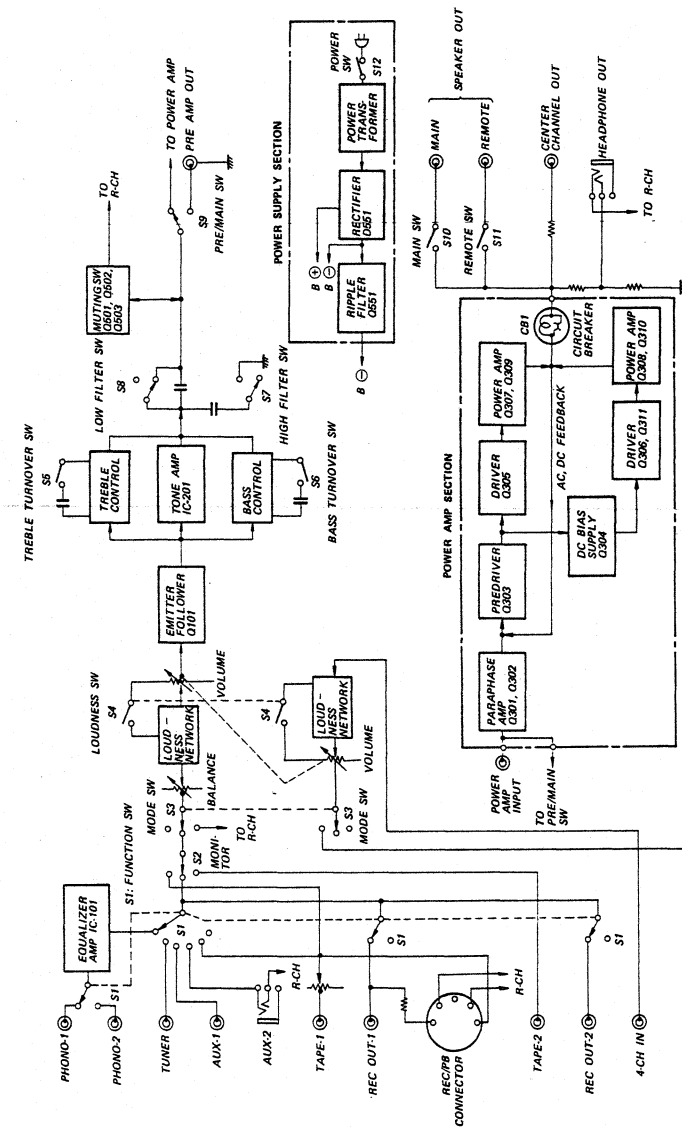 PHONO-1
PHONO-2
TUNER
AUX-1
AUX-2
TAPE-1
REC OUT-1
REC/PB
CONNECTOR
TAPE-2
REC OUT-2
4-CH IN
EQUALIZER
AMP IC-101
S1
S1: FUNCTION SW
S1
R-CH
S1
R-CH
S1
S2
MONI-
TOR
TO
R-CH
MODE SW
S3
BALANCE
S3
MODE SW
LOUDNESS SW
S4
LOUD-
NESS
NETWORK
VOLUME
S4
LOUD-
NESS
NETWORK
VOLUME
EMITTER
FOLLOWER
Q101
TREBLE TURNOVER SW
S5
TREBLE
CONTROL
TONE AMP
IC-201
BASS
CONTROL
S6
BASS TURNOVER SW
LOW FILTER SW
S8
S7
HIGH FILTER SW
MUTING SW
Q501, Q502,
Q503
TO
R-CH
S9
PRE/MAIN SW
TO POWER AMP
PRE AMP OUT
POWER SUPPLY SECTION
B
⊖
B
⊕
B
⊖
RIPPLE
FILTER
Q551
RECTIFIER
D551
POWER
TRANS-
FORMER
POWER
SW
S12
POWER AMP SECTION
POWER
AMP
INPUT
TO
PRE/MAIN
SW
PARAPHASE
AMP
Q301, Q302
PREDRIVER
Q303
DRIVER
Q305
POWER AMP
Q307, Q309
AC, DC FEEDBACK
DC BIAS
SUPPLY
Q304
DRIVER
Q306, Q311
POWER AMP
Q308, Q310
CB1
CIRCUIT
BREAKER
MAIN SW
S10
REMOTE SW
S11
MAIN
REMOTE
SPEAKER OUT
CENTER
CHANNEL OUT
HEADPHONE OUT
TO R-CH